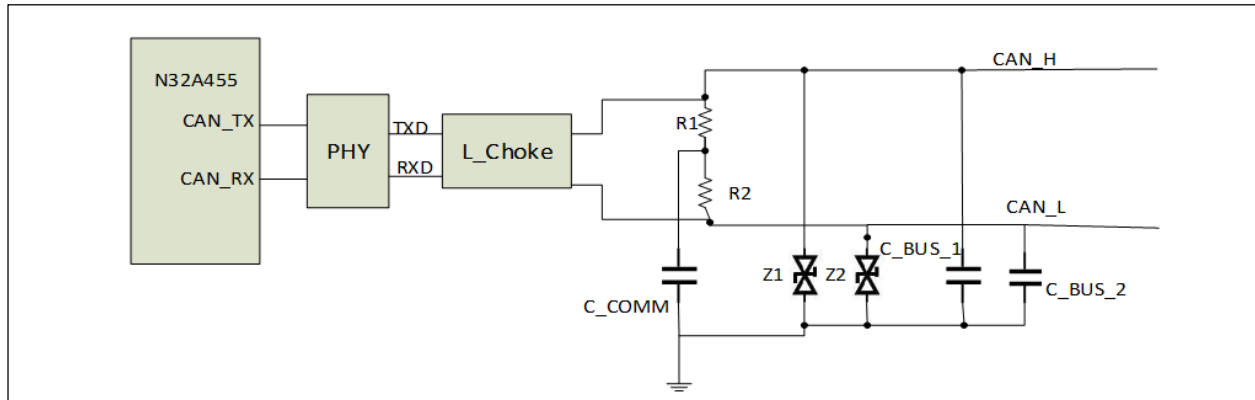 N32A455
CAN_TX
CAN_RX
PHY
TXD
RXD
L_Choke
R1
R2
C_COMM
CAN_H
CAN_L
Z1
Z2
C_BUS_1
C_BUS_2